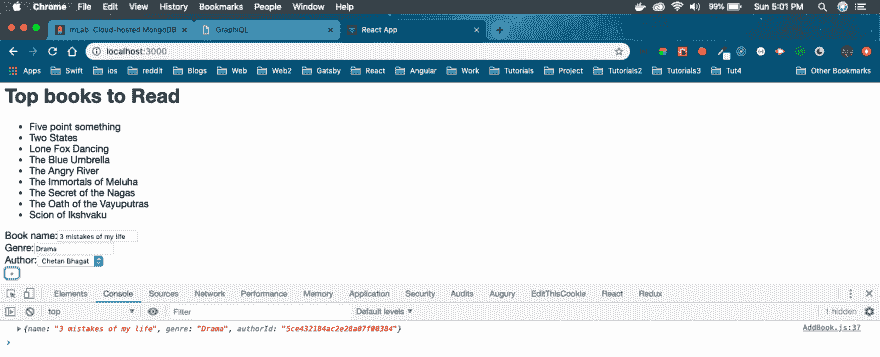 Chrome File Edit View History Bookmarks People Window Help 99% Sun 5:01 PM
mLab Cloud-hosted MongoDB GraphiQL React App
localhost:3000
Apps Swift ios reddit Blogs Web Web2 Gatsby React Angular Work Tutorials Project Tutorials2 Tutorials3 Tut4 Other Bookmarks
Top books to Read
Five point something
Two States
Lone Fox Dancing
The Blue Umbrella
The Angry River
The Immortals of Meluha
The Secret of the Nagas
The Oath of the Vayuputras
Scion of Ikshvaku
Book name: 3 mistakes of my life
Genre: Drama
Author: Chetan Bhagat
+
Elements Console Sources Network Performance Memory Application Security Audits Augury EditThisCookie React Redux
top Filter Default levels 1 hidden
{name: "3 mistakes of my life", genre: "Drama", authorId: "5ce432184ac2e28a07f08384"} AddBook.js:37